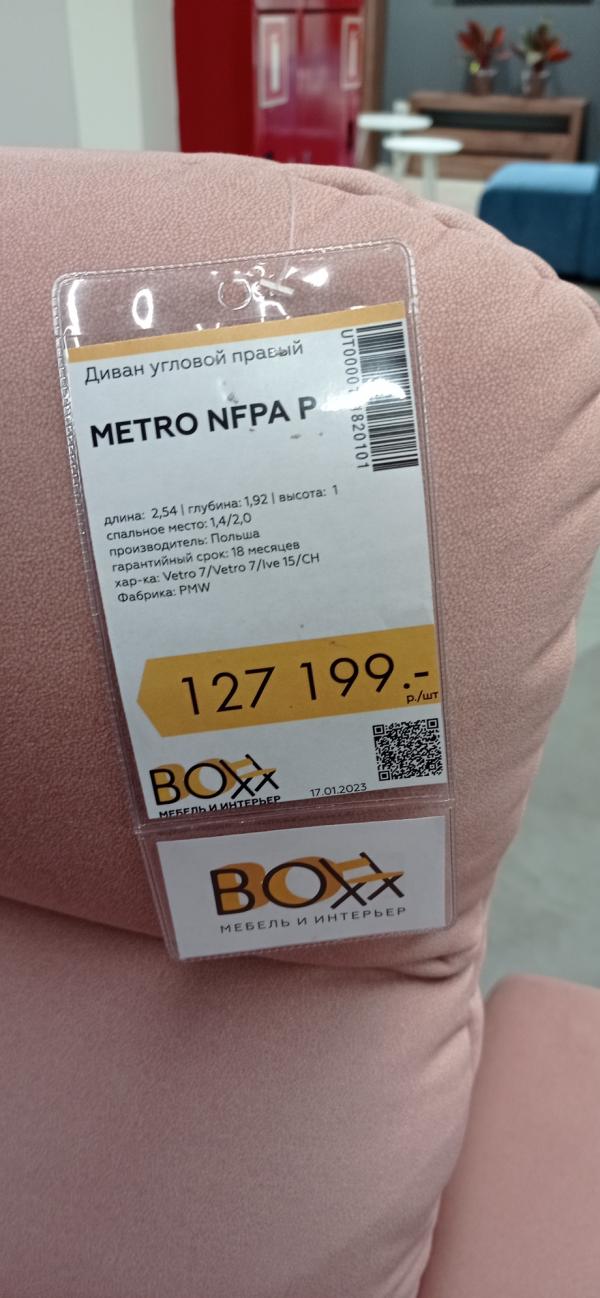 Диван угловой правый
METRO NFPA P
длина: 2,54 | глубина: 1,92 | высота: 1
спальное место: 1,4/2,0
производитель: Польша
гарантийный срок: 18 месяцев
хар-ка: Vetro 7/Vetro 7/Ive 15/CH
Фабрика: PMW
127 199.-
р./шт
BOXX
МЕБЕЛЬ И ИНТЕРЬЕР
17.01.2023
BOXX
МЕБЕЛЬ И ИНТЕРЬЕР